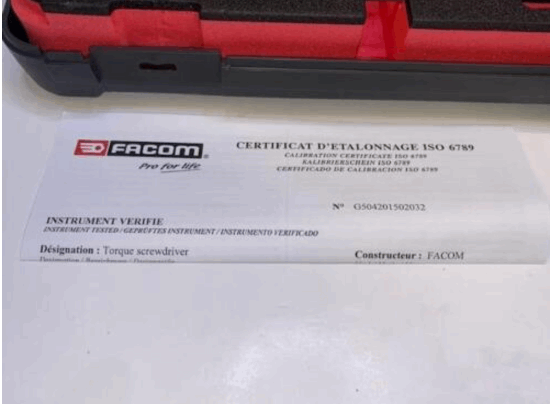 FACOM
Pro for life
CERTIFICAT D'ETALONNAGE ISO 6789
CALIBRATION CERTIFICATE ISO 6789
KALIBRIERSCHEIN ISO 6789
CERTIFICADO DE CALIBRACION ISO 6789
N° G504201502032
INSTRUMENT VERIFIE
INSTRUMENT TESTED / GEPRÜFTES INSTRUMENT / INSTRUMENTO VERIFICADO
Désignation : Torque screwdriver
Constructeur : FACOM